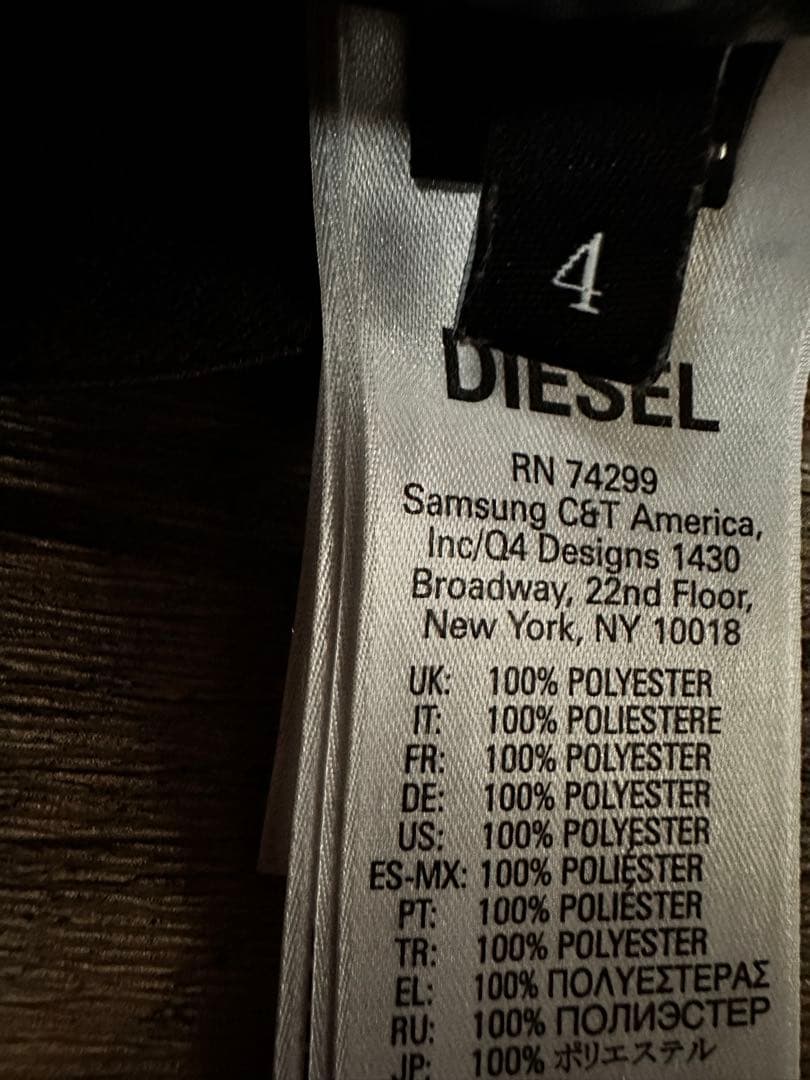 4
DIESEL
RN 74299
Samsung C&T America,
Inc/Q4 Designs 1430
Broadway, 22nd Floor,
New York, NY 10018
UK: 100% POLYESTER
IT: 100% POLIESTERE
FR: 100% POLYESTER
DE: 100% POLYESTER
US: 100% POLYESTER
ES-MX: 100% POLIÉSTER
PT: 100% POLIÉSTER
TR: 100% POLYESTER
EL: 100% ΠΟΛΥΕΣΤΕΡΑΣ
RU: 100% ПОЛИЭСТЕР
JP: 100% ポリエステル